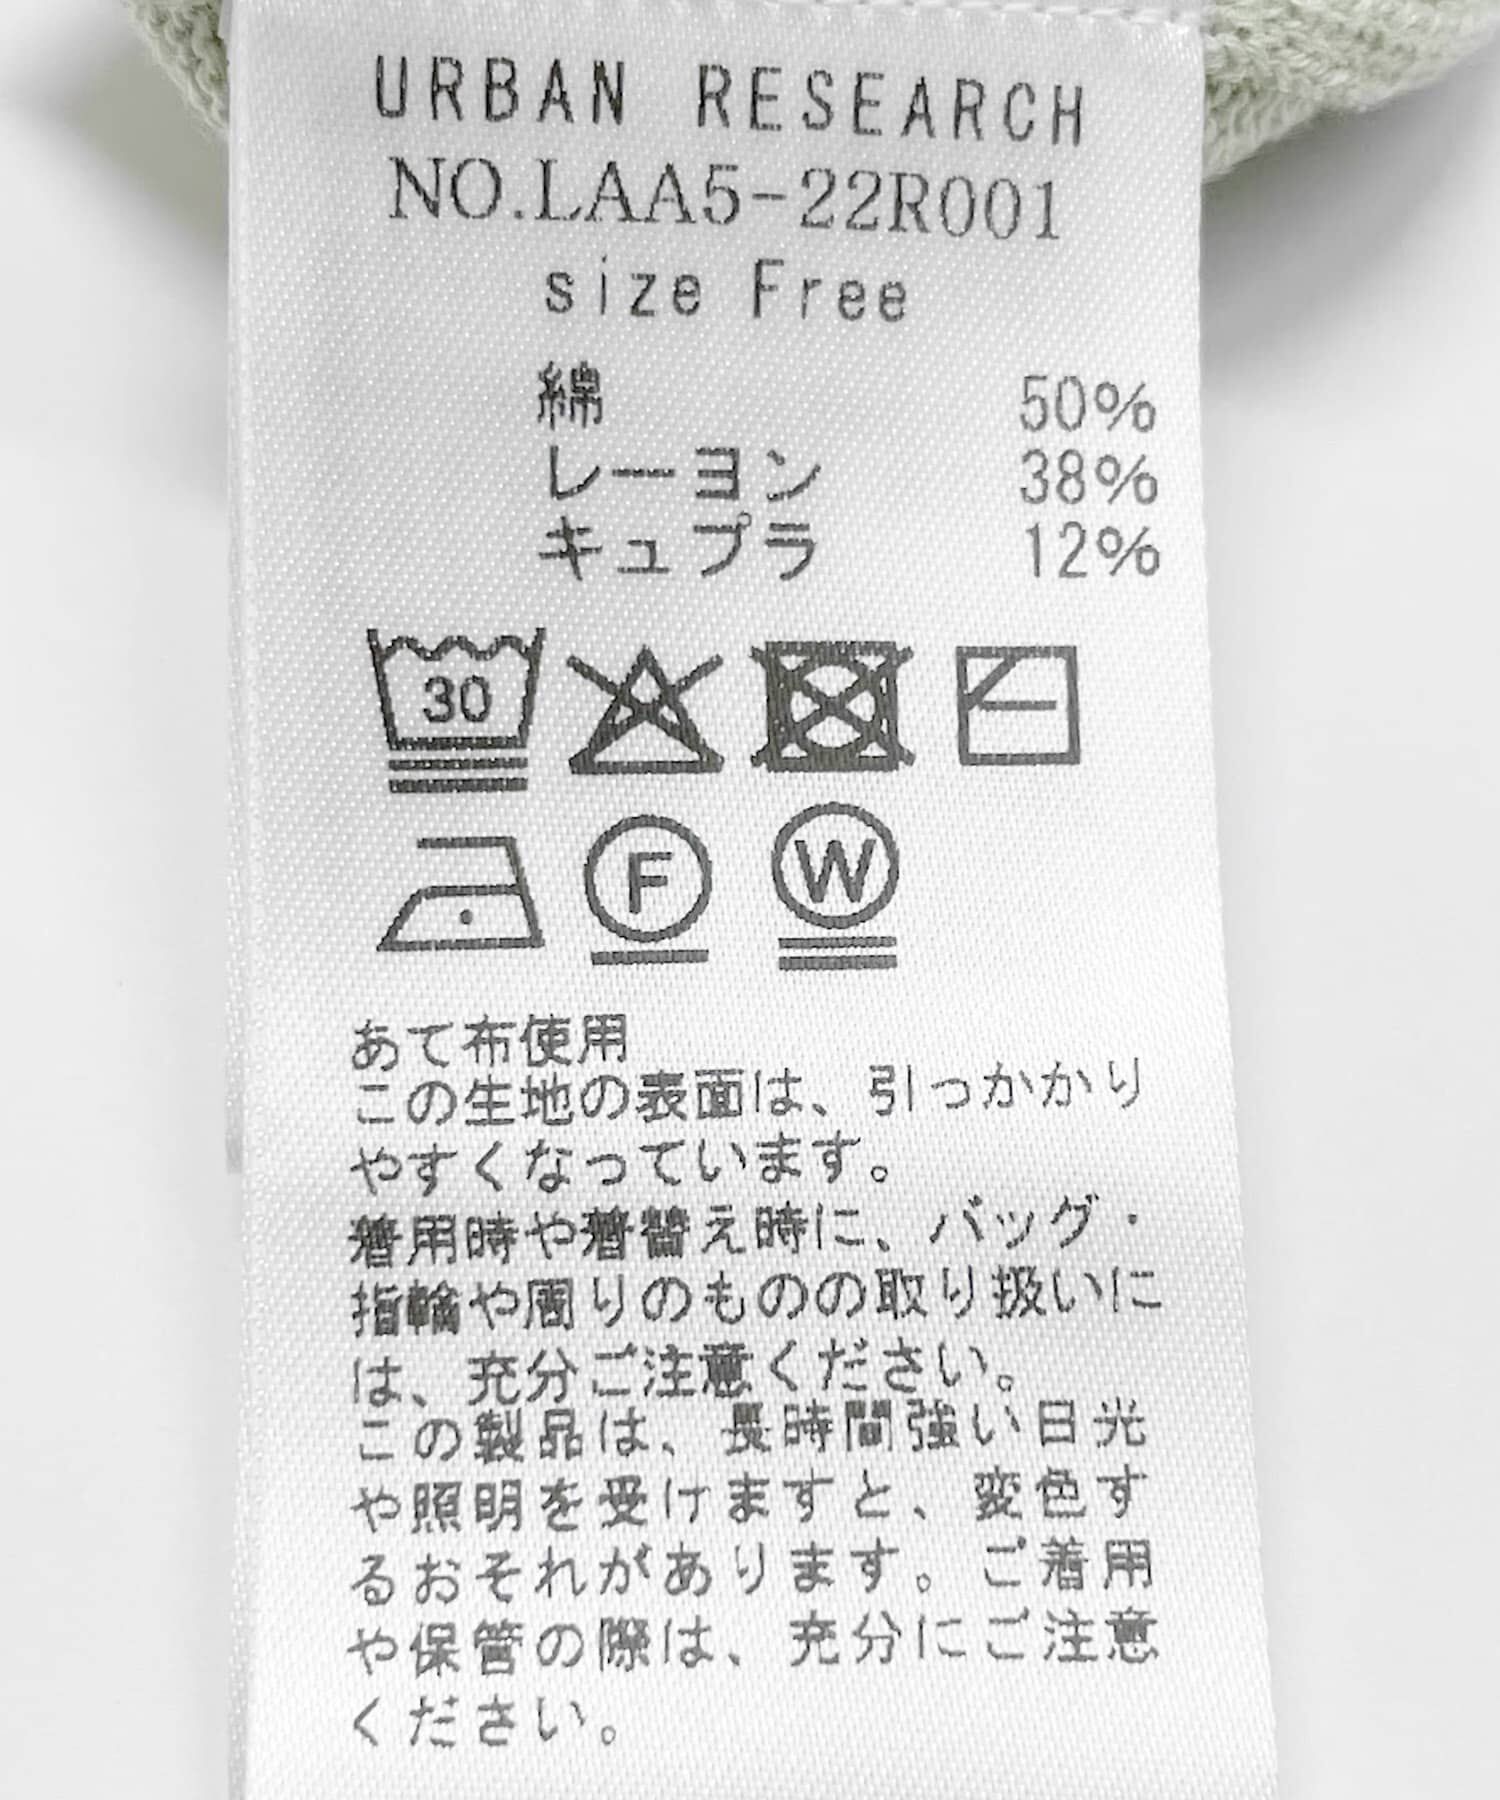 URBAN RESEARCH
NO.LAA5-22R001
size Free
綿 50%
レーヨン 38%
キュプラ 12%
30
F
W
あて布使用
この生地の表面は、引っかかり
やすくなっています。
着用時や着替え時に、バッグ・
指輪や周りのものの取り扱いに
は、充分ご注意ください。
この製品は、長時間強い日光
や照明を受けますと、変色す
るおそれがあります。ご着用
や保管の際は、充分にご注意
ください。